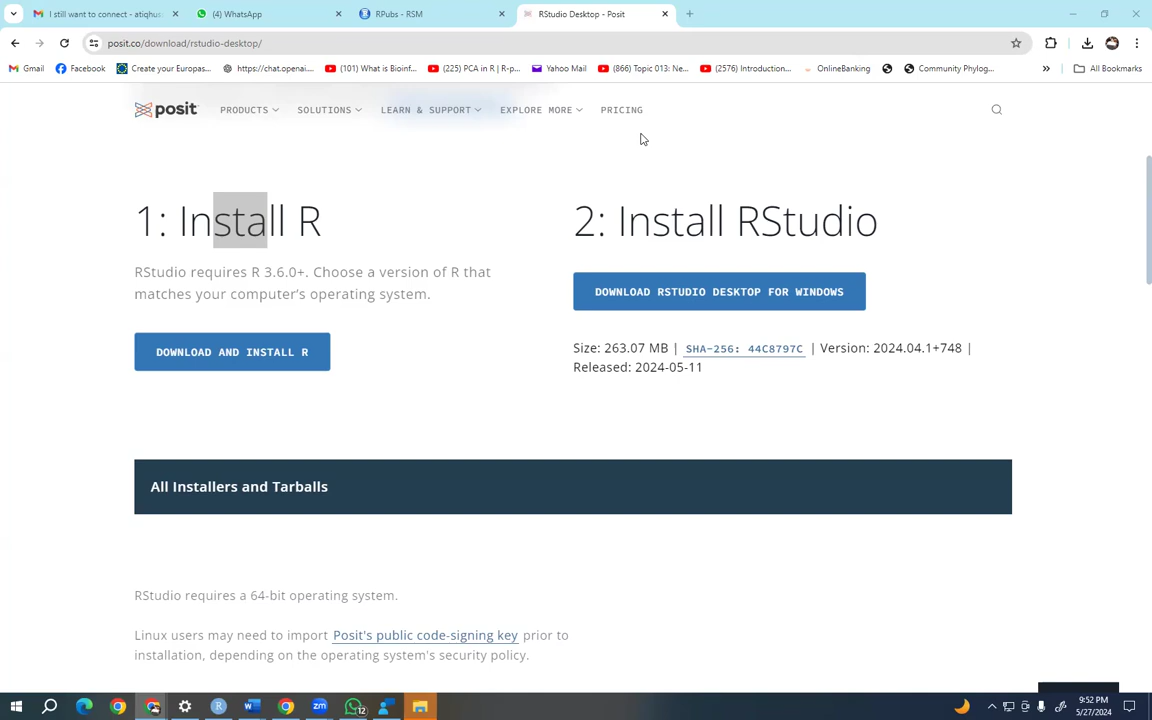 I still want to connect - atiqhus
(4) WhatsApp
RPubs - RSM
RStudio Desktop - Posit
posit.co/download/rstudio-desktop/
Gmail
Facebook
Create your Europas...
https://chat.openai....
(101) What is Bioinf...
(225) PCA in R | R-p...
Yahoo Mail
(866) Topic 013: Ne...
(2576) Introduction...
OnlineBanking
Community Phylog...
All Bookmarks
posit
PRODUCTS
SOLUTIONS
LEARN & SUPPORT
EXPLORE MORE
PRICING
1: Install R
RStudio requires R 3.6.0+. Choose a version of R that
matches your computer's operating system.
DOWNLOAD AND INSTALL R
2: Install RStudio
DOWNLOAD RSTUDIO DESKTOP FOR WINDOWS
Size: 263.07 MB | SHA-256: 44C8797C | Version: 2024.04.1+748 |
Released: 2024-05-11
All Installers and Tarballs
RStudio requires a 64-bit operating system.
Linux users may need to import Posit's public code-signing key prior to
installation, depending on the operating system's security policy.
12
9:52 PM
5/27/2024